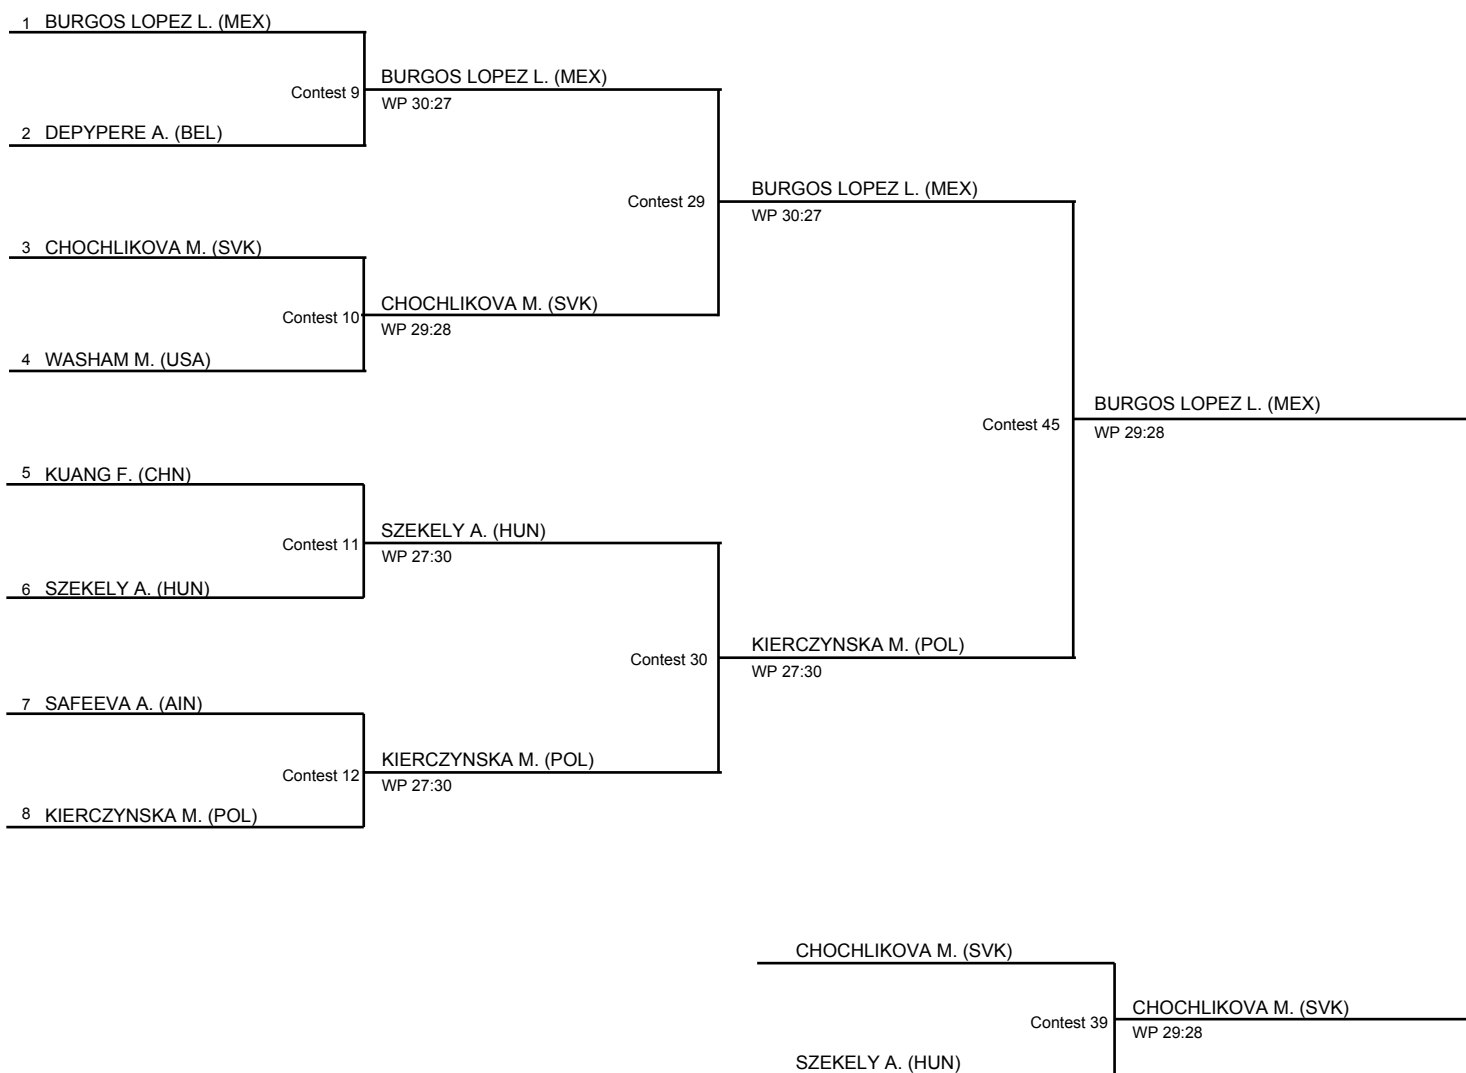 1 BURGOS LOPEZ L. (MEX)
Contest 9
BURGOS LOPEZ L. (MEX)
WP 30:27
2 DEPYPERE A. (BEL)
Contest 29
BURGOS LOPEZ L. (MEX)
WP 30:27
3 CHOCHLIKOVA M. (SVK)
Contest 10
CHOCHLIKOVA M. (SVK)
WP 29:28
4 WASHAM M. (USA)
Contest 45
BURGOS LOPEZ L. (MEX)
WP 29:28
5 KUANG F. (CHN)
Contest 11
SZEKELY A. (HUN)
WP 27:30
6 SZEKELY A. (HUN)
Contest 30
KIERCZYNSKA M. (POL)
WP 27:30
7 SAFEEVA A. (AIN)
Contest 12
KIERCZYNSKA M. (POL)
WP 27:30
8 KIERCZYNSKA M. (POL)
CHOCHLIKOVA M. (SVK)
Contest 39
CHOCHLIKOVA M. (SVK)
WP 29:28
SZEKELY A. (HUN)